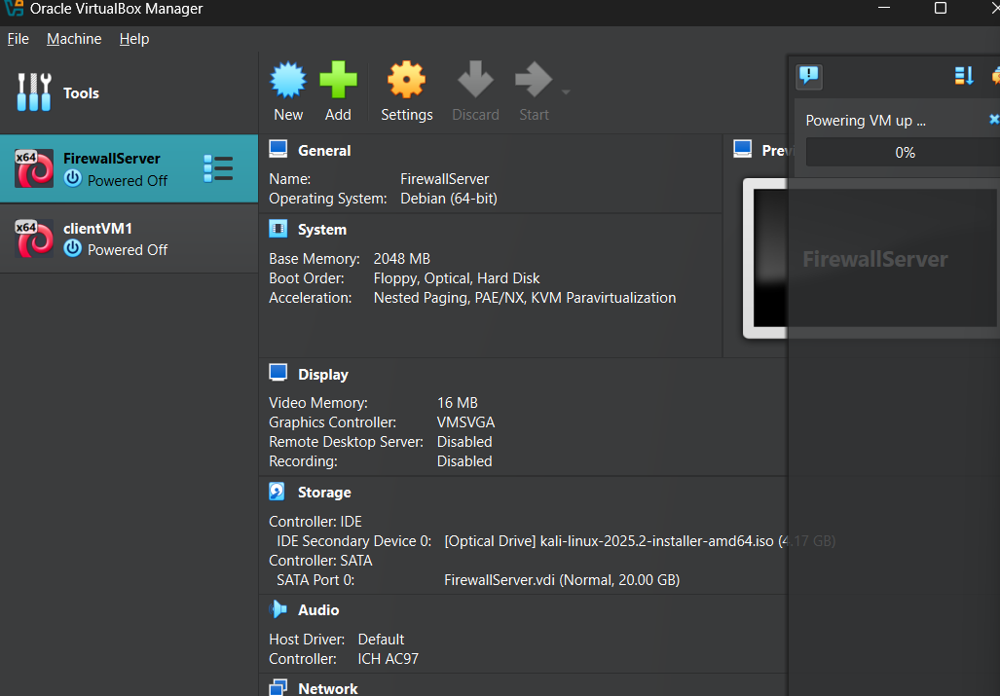 Oracle VirtualBox Manager
File Machine Help
Tools
New Add Settings Discard Start
x64 FirewallServer
Powered Off
x64 clientVM1
Powered Off
General
Name: FirewallServer
Operating System: Debian (64-bit)
System
Base Memory: 2048 MB
Boot Order: Floppy, Optical, Hard Disk
Acceleration: Nested Paging, PAE/NX, KVM Paravirtualization
Display
Video Memory: 16 MB
Graphics Controller: VMSVGA
Remote Desktop Server: Disabled
Recording: Disabled
Storage
Controller: IDE
IDE Secondary Device 0: [Optical Drive] kali-linux-2025.2-installer-amd64.iso (4.17 GB)
Controller: SATA
SATA Port 0: FirewallServer.vdi (Normal, 20.00 GB)
Audio
Host Driver: Default
Controller: ICH AC97
Network
Prev
FirewallServer
Powering VM up ...
0%